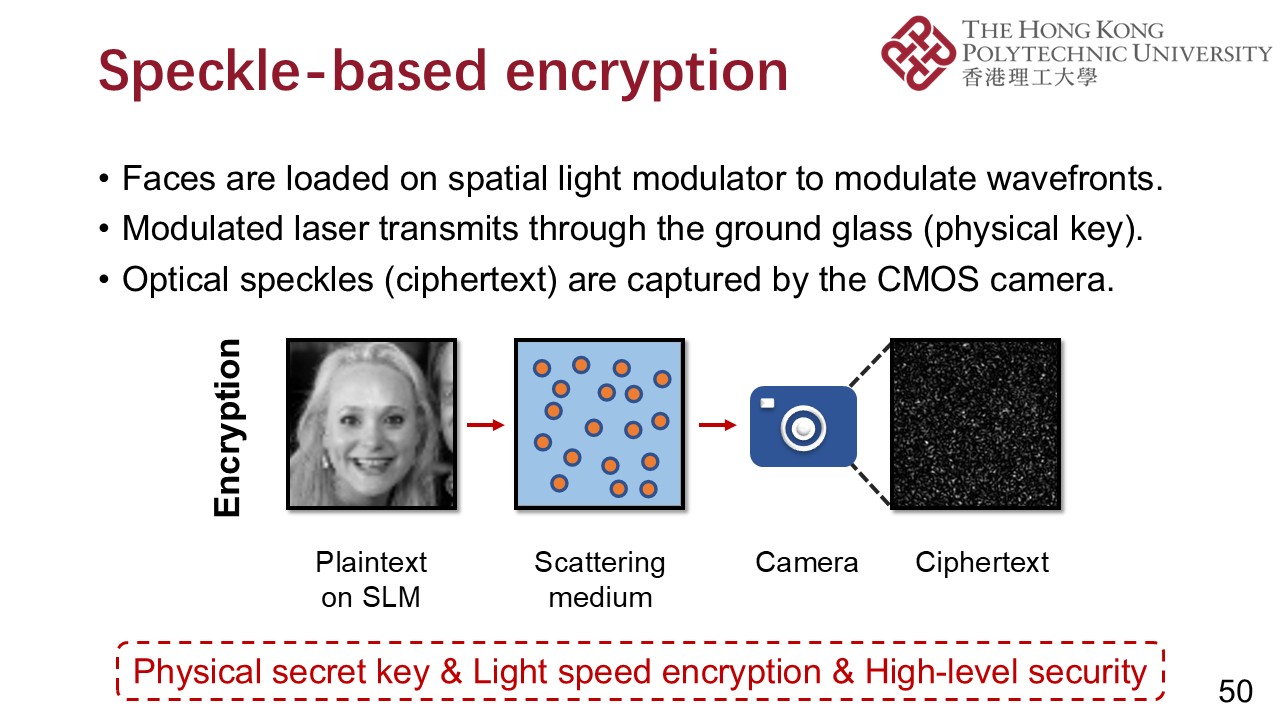 Speckle-based encryption
THE HONG KONG
POLYTECHNIC UNIVERSITY
香港理工大學
• Faces are loaded on spatial light modulator to modulate wavefronts.
• Modulated laser transmits through the ground glass (physical key).
• Optical speckles (ciphertext) are captured by the CMOS camera.
Encryption
Plaintext
on SLM
Scattering
medium
Camera
Ciphertext
Physical secret key & Light speed encryption & High-level security
50